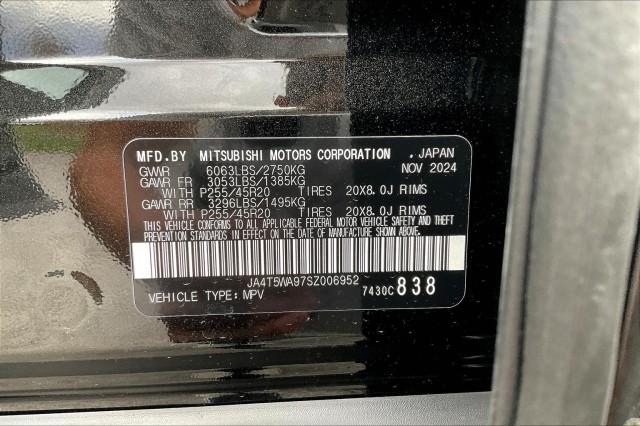 MFD.BY MITSUBISHI MOTORS CORPORATION, JAPAN
GVWR 6063LBS/2750KG NOV 2024
GAWR FR 3053LBS/1385KG
WITH P255/45R20 TIRES 20X8.0J RIMS
GAWR RR 3296LBS/1495KG
WITH P255/45R20 TIRES 20X8.0J RIMS
THIS VEHICLE CONFORMS TO ALL APPLICABLE FEDERAL MOTOR VEHICLE SAFETY AND THEFT
PREVENTION STANDARDS IN EFFECT ON THE DATE OF MANUFACTURE SHOWN ABOVE.
JA4T5WA97SZ006952
VEHICLE TYPE: MPV 7430C 838